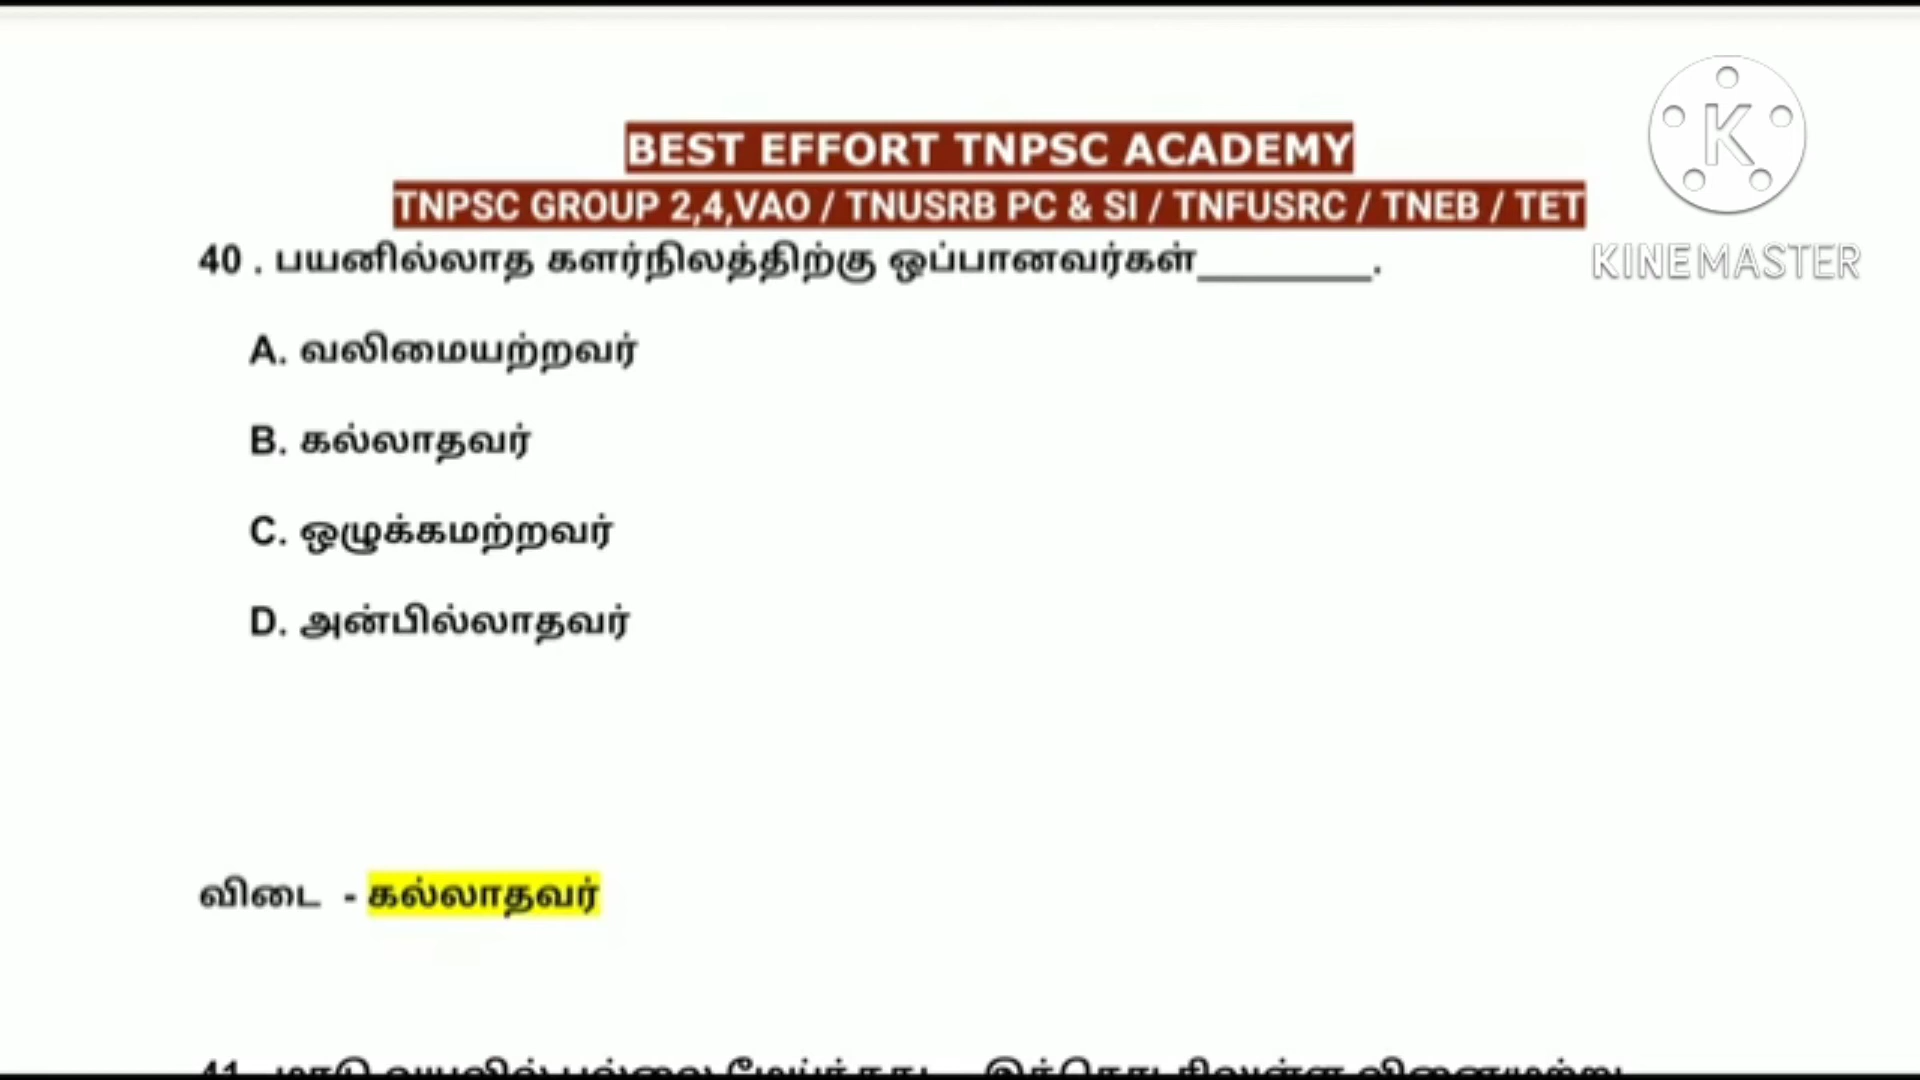 BEST EFFORT TNPSC ACADEMY
TNPSC GROUP 2,4,VAO / TNUSRB PC & SI / TNFUSRC / TNEB / TET
K
KINEMASTER
40 . பயனில்லாத களர்நிலத்திற்கு ஒப்பானவர்கள்_________.
A. வலிமையற்றவர்
B. கல்லாதவர்
C. ஒழுக்கமற்றவர்
D. அன்பில்லாதவர்
விடை - கல்லாதவர்